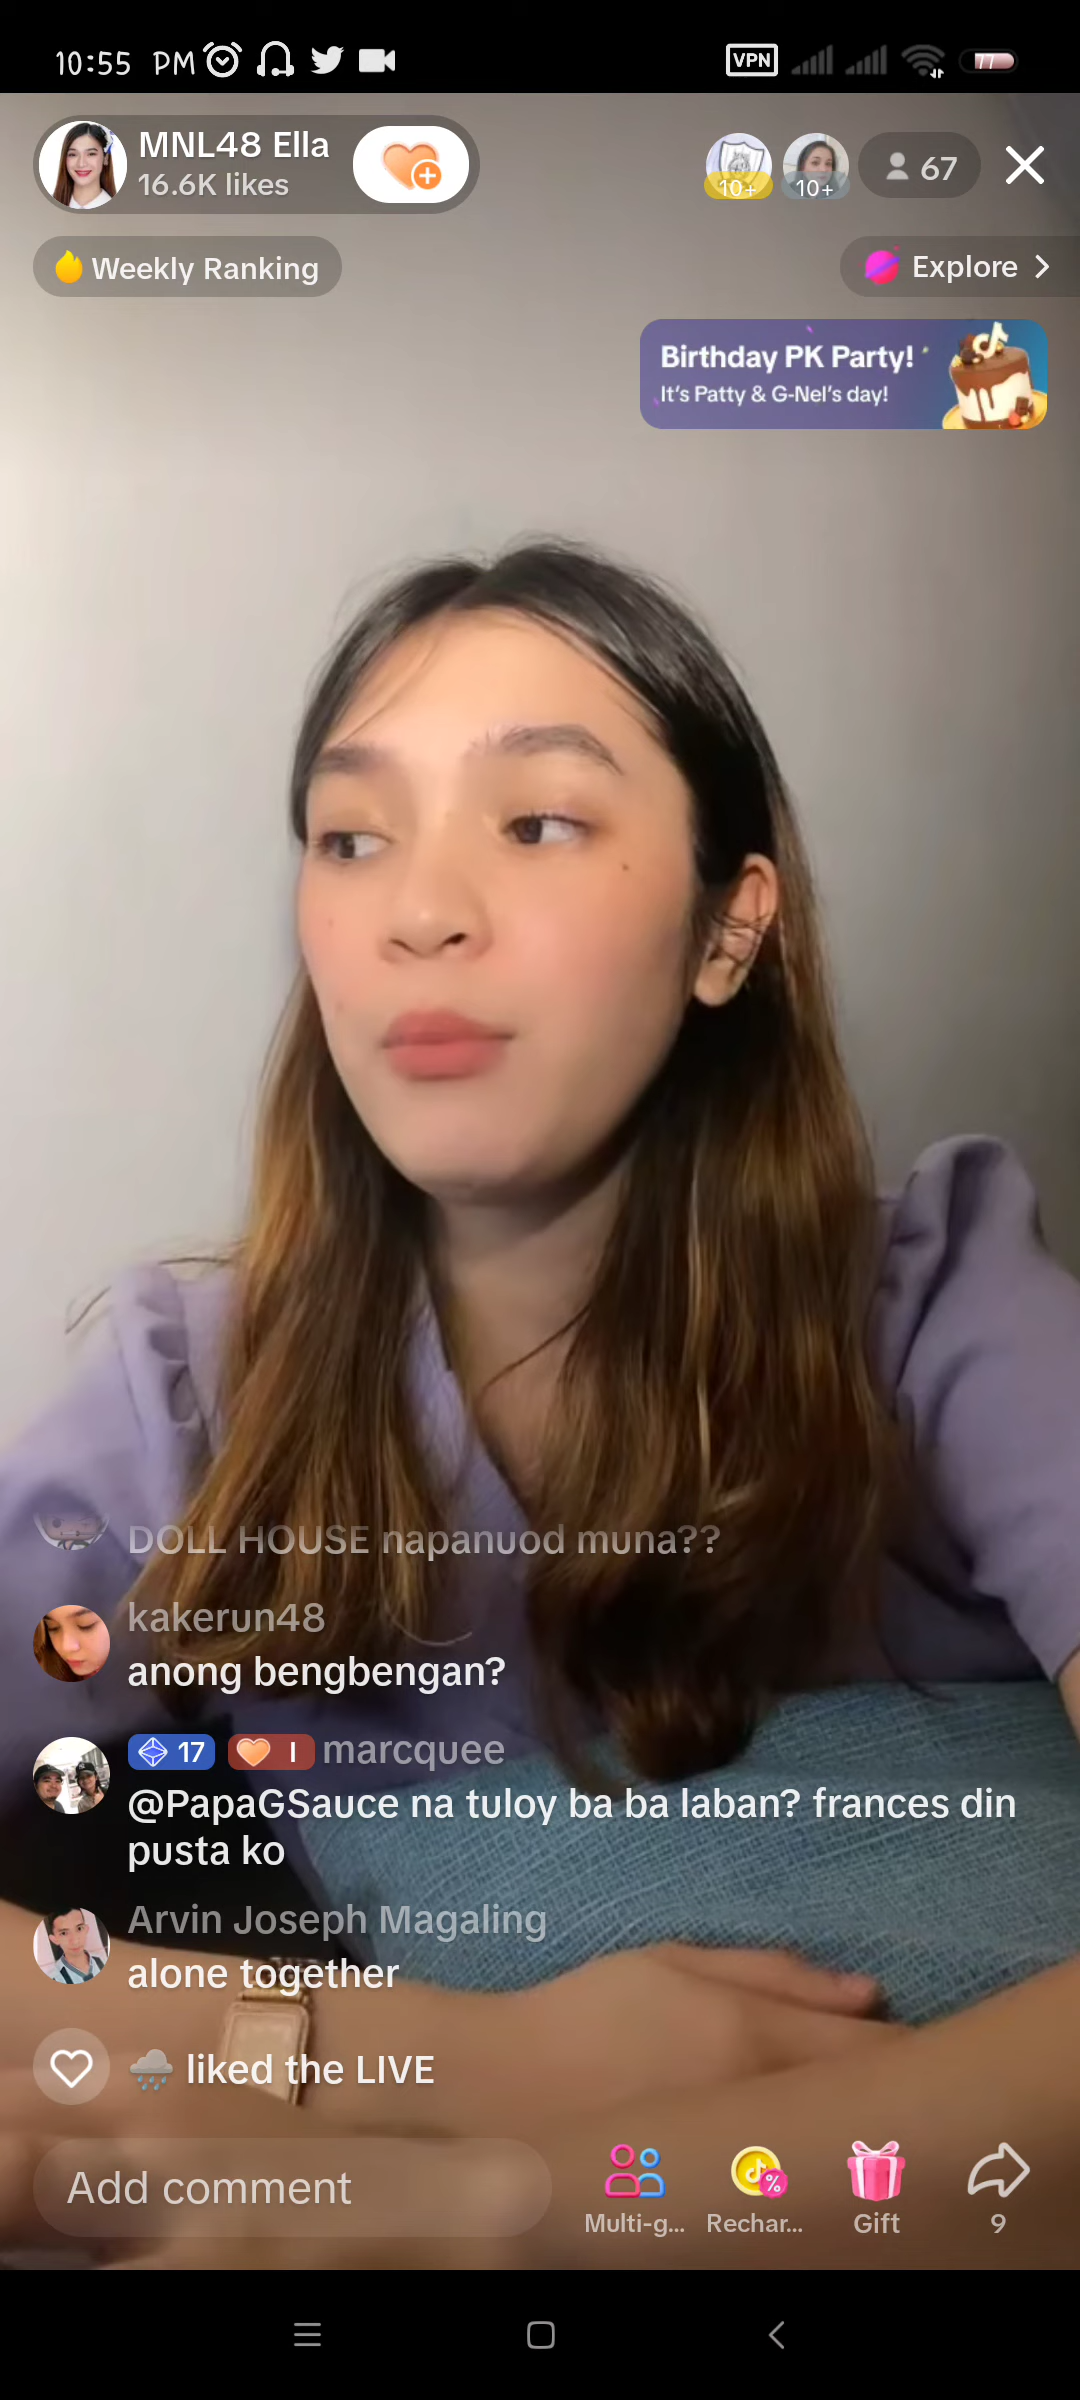 10:55 PM
VPN
77
MNL48 Ella
16.6K likes
10+
10+
67
Weekly Ranking
Explore
Birthday PK Party!
It's Patty & G-Nel's day!
DOLL HOUSE napanuod muna??
kakerun48
anong bengbengan?
17 I marcquee
@PapaGSauce na tuloy ba ba laban? frances din
pusta ko
Arvin Joseph Magaling
alone together
🌧️ liked the LIVE
Add comment
Multi-g...
Rechar...
Gift
9